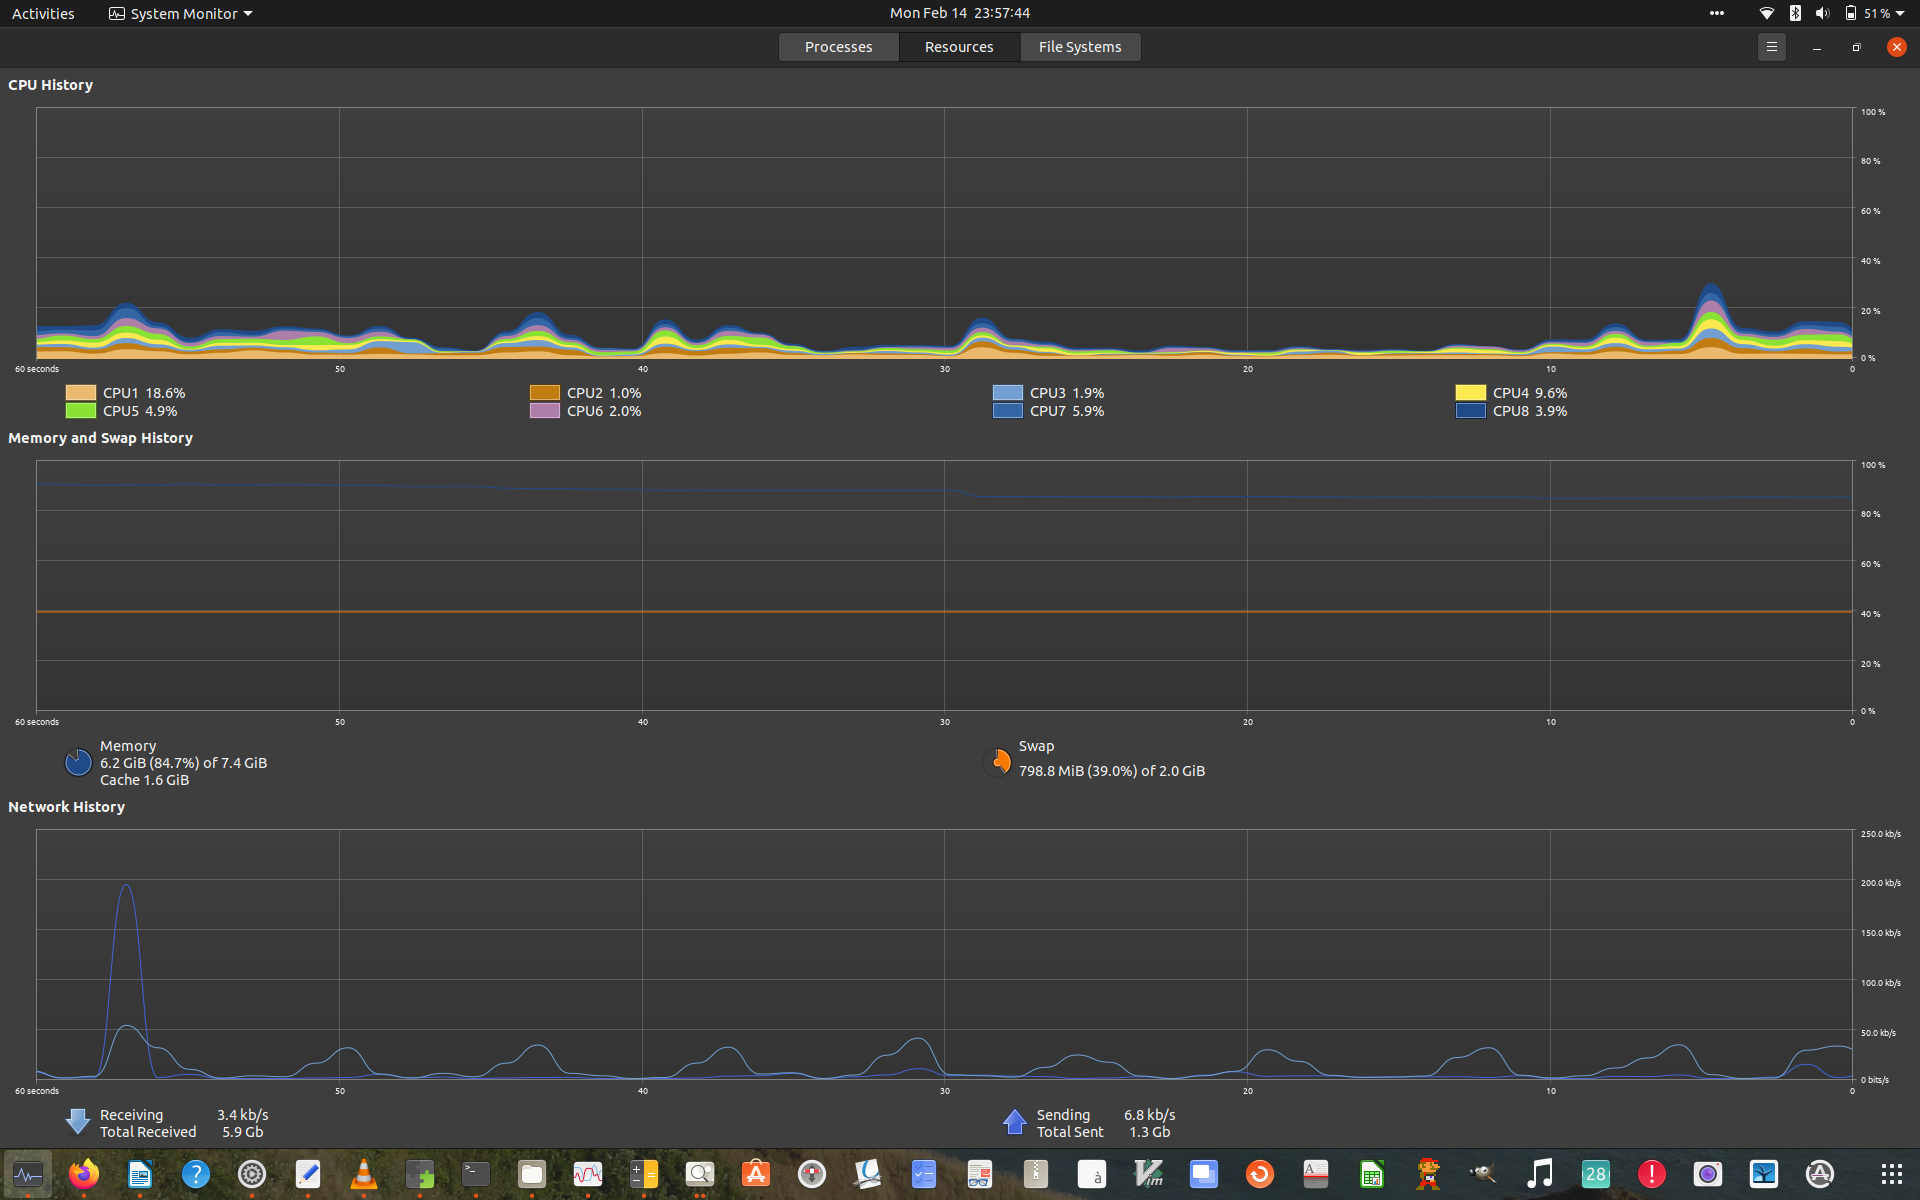 Activities
System Monitor
Mon Feb 14 23:57:44
51 %
Processes
Resources
File Systems
CPU History
100 %
80 %
60 %
40 %
20 %
0 %
60 seconds
50
40
30
20
10
0
CPU1 18.6%
CPU2 1.0%
CPU3 1.9%
CPU4 9.6%
CPU5 4.9%
CPU6 2.0%
CPU7 5.9%
CPU8 3.9%
Memory and Swap History
100 %
80 %
60 %
40 %
20 %
0 %
60 seconds
50
40
30
20
10
0
Memory
6.2 GiB (84.7%) of 7.4 GiB
Cache 1.6 GiB
Swap
798.8 MiB (39.0%) of 2.0 GiB
Network History
250.0 kb/s
200.0 kb/s
150.0 kb/s
100.0 kb/s
50.0 kb/s
0 bits/s
60 seconds
50
40
30
20
10
0
Receiving 3.4 kb/s
Total Received 5.9 Gb
Sending 6.8 kb/s
Total Sent 1.3 Gb
?
>_
à
Vim
A
28
!